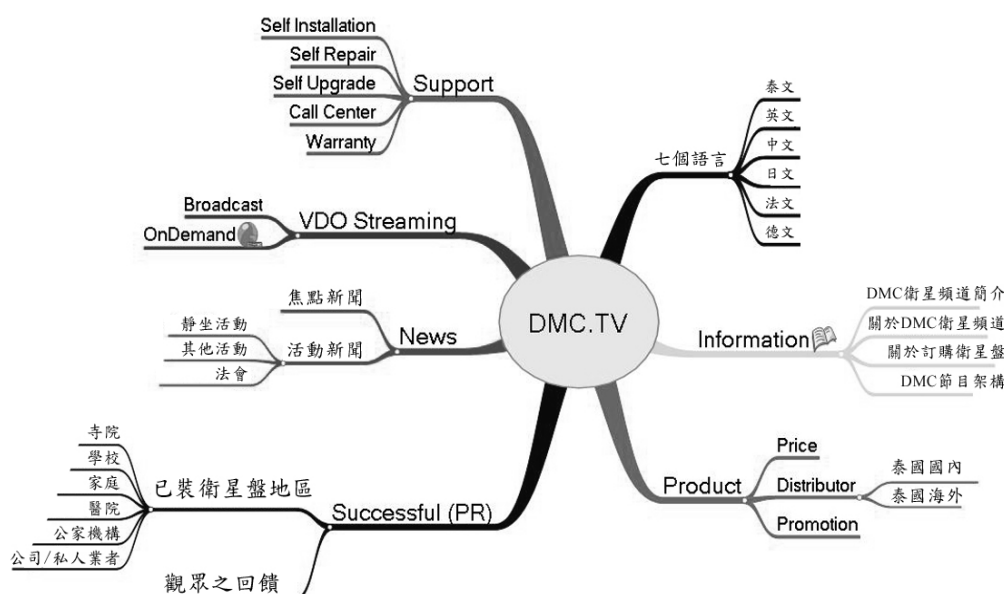 DMC.TV
Support
Self Installation
Self Repair
Self Upgrade
Call Center
Warranty
VDO Streaming
Broadcast
OnDemand
News
焦點新聞
活動新聞
靜坐活動
其他活動
法會
Successful (PR)
已裝衛星盤地區
寺院
學校
家庭
醫院
公家機構
公司/私人業者
觀眾之回饋
七個語言
泰文
英文
中文
日文
法文
德文
Information
DMC衛星頻道簡介
關於DMC衛星頻道
關於訂購衛星盤
DMC節目架構
Product
Price
Distributor
泰國國內
泰國海外
Promotion